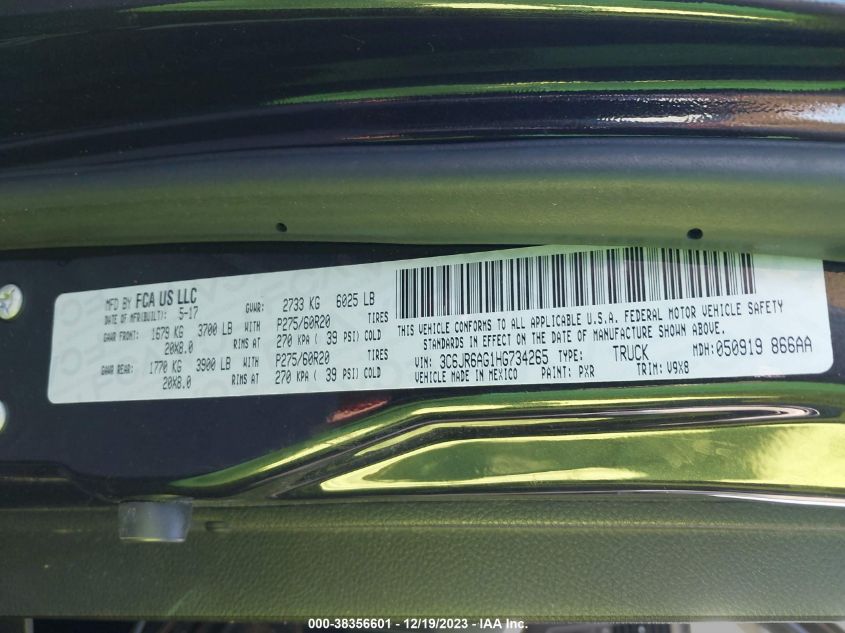 MFD BY FCA US LLC
DATE OF MFR(BUILT): 5-17 GVWR: 2733 KG 6025 LB
GAWR FRONT: 1679 KG 3700 LB WITH P275/60R20 TIRES
20X8.0 RIMS AT 270 KPA ( 39 PSI) COLD
GAWR REAR: 1770 KG 3900 LB WITH P275/60R20 TIRES
20X8.0 RIMS AT 270 KPA ( 39 PSI) COLD
THIS VEHICLE CONFORMS TO ALL APPLICABLE U.S.A. FEDERAL MOTOR VEHICLE SAFETY
STANDARDS IN EFFECT ON THE DATE OF MANUFACTURE SHOWN ABOVE.
VIN: 3C6JR6AG1HG734265 TYPE: TRUCK MDH: 050919 866AA
VEHICLE MADE IN MEXICO PAINT: PXR TRIM: V9X8
000-38356601 - 12/19/2023 - IAA Inc.